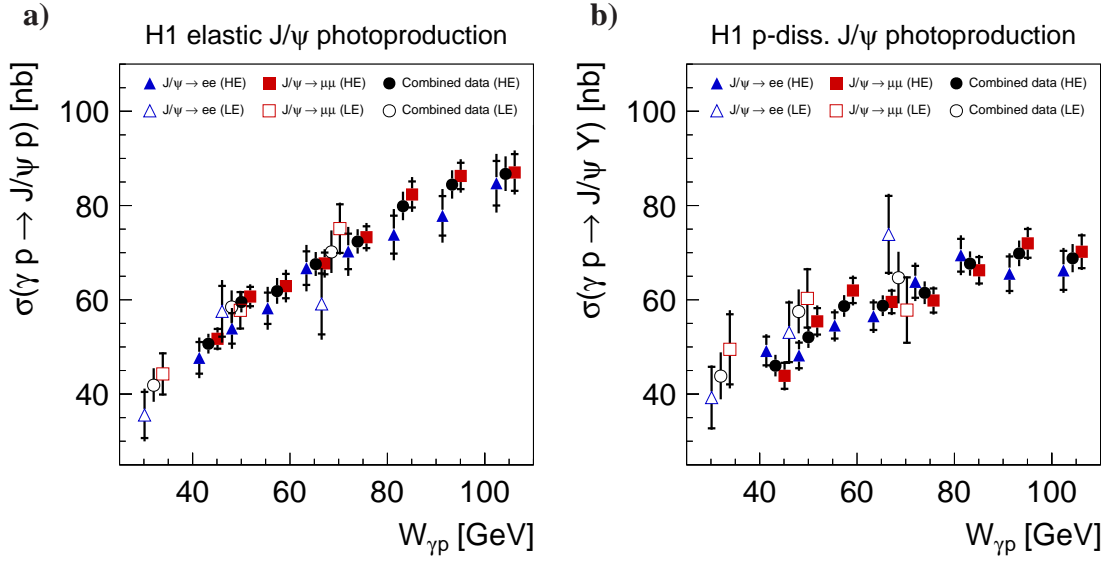 a)
H1 elastic J/ψ photoproduction
σ(γ p → J/ψ p) [nb]
J/ψ → ee (HE)
J/ψ → μμ (HE)
Combined data (HE)
J/ψ → ee (LE)
J/ψ → μμ (LE)
Combined data (LE)
100
80
60
40
40 60 80 100
W_γp [GeV]
b)
H1 p-diss. J/ψ photoproduction
σ(γ p → J/ψ Y) [nb]
J/ψ → ee (HE)
J/ψ → μμ (HE)
Combined data (HE)
J/ψ → ee (LE)
J/ψ → μμ (LE)
Combined data (LE)
100
80
60
40
40 60 80 100
W_γp [GeV]